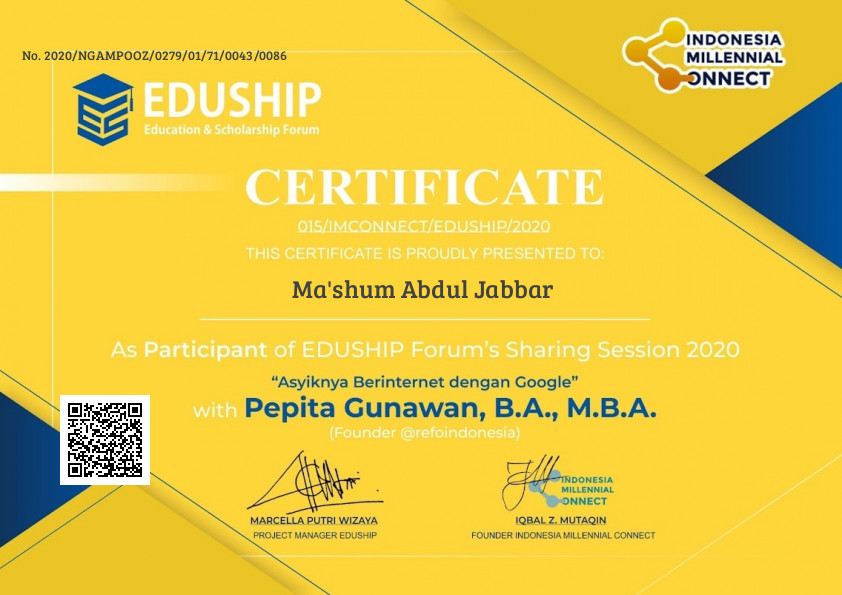 No. 2020/NGAMPOOZ/0279/01/71/0043/0086
INDONESIA
MILLENNIAL
CONNECT
EDUSHIP
Education & Scholarship Forum
CERTIFICATE
015/IMCONNECT/EDUSHIP/2020
THIS CERTIFICATE IS PROUDLY PRESENTED TO:
Ma'shum Abdul Jabbar
As Participant of EDUSHIP Forum's Sharing Session 2020
“Asyiknya Berinternet dengan Google”
with Pepita Gunawan, B.A., M.B.A.
(Founder @refoindonesia)
INDONESIA
MILLENNIAL
CONNECT
MARCELLA PUTRI WIZAYA
IQBAL Z. MUTAQIN
PROJECT MANAGER EDUSHIP
FOUNDER INDONESIA MILLENNIAL CONNECT